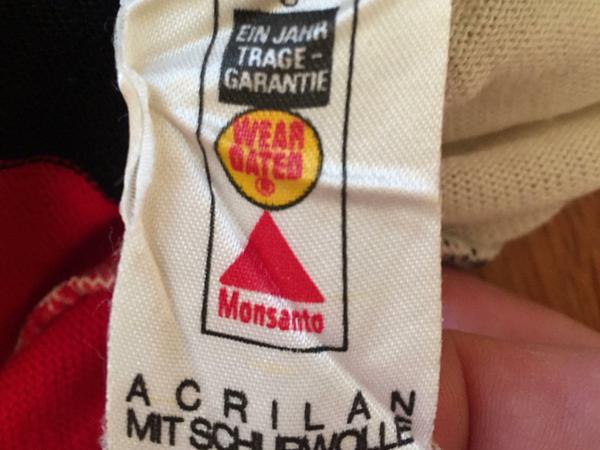 EIN JAHR
TRAGE-
GARANTIE
WEAR
DATED
®
Monsanto
ACRILAN
MIT SCHURWOLLE